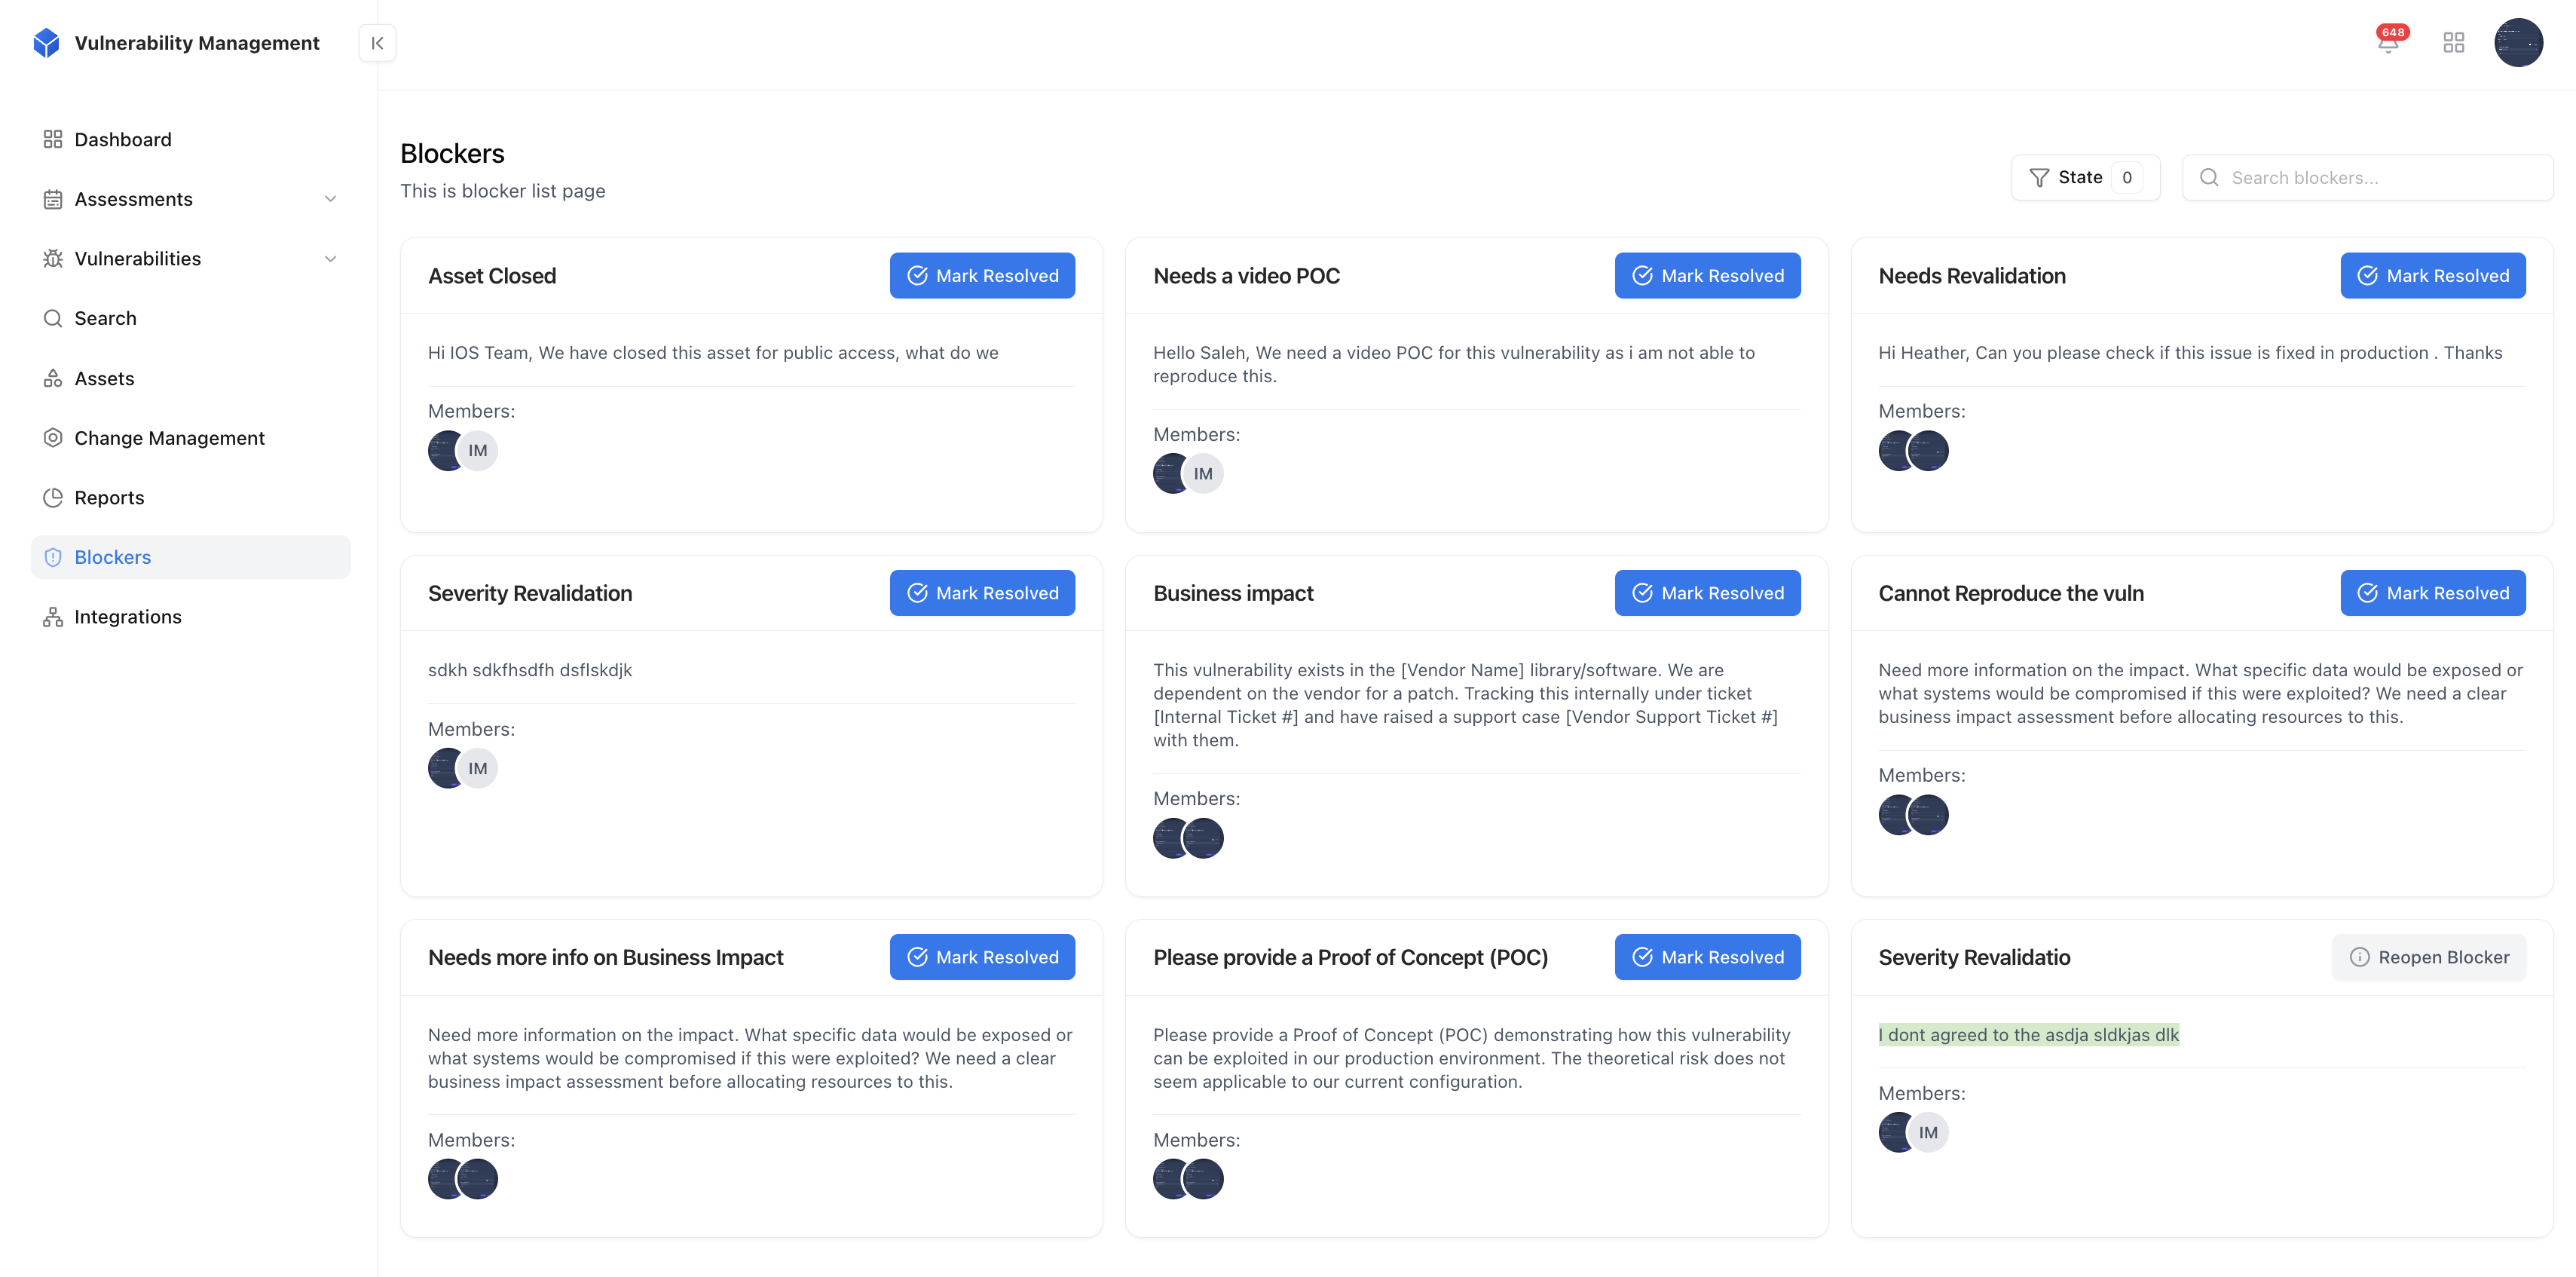 Vulnerability Management
648
Dashboard
Assessments
Vulnerabilities
Search
Assets
Change Management
Reports
Blockers
Integrations
Blockers
This is blocker list page
State 0
Search blockers...
Asset Closed
Mark Resolved
Hi IOS Team, We have closed this asset for public access, what do we
Members:
IM
Needs a video POC
Mark Resolved
Hello Saleh, We need a video POC for this vulnerability as i am not able to
reproduce this.
Members:
IM
Needs Revalidation
Mark Resolved
Hi Heather, Can you please check if this issue is fixed in production . Thanks
Members:
Severity Revalidation
Mark Resolved
sdkh sdkfhsdfh dsflskdjk
Members:
IM
Business impact
Mark Resolved
This vulnerability exists in the [Vendor Name] library/software. We are
dependent on the vendor for a patch. Tracking this internally under ticket
[Internal Ticket #] and have raised a support case [Vendor Support Ticket #]
with them.
Members:
Cannot Reproduce the vuln
Mark Resolved
Need more information on the impact. What specific data would be exposed or
what systems would be compromised if this were exploited? We need a clear
business impact assessment before allocating resources to this.
Members:
Needs more info on Business Impact
Mark Resolved
Need more information on the impact. What specific data would be exposed or
what systems would be compromised if this were exploited? We need a clear
business impact assessment before allocating resources to this.
Members:
Please provide a Proof of Concept (POC)
Mark Resolved
Please provide a Proof of Concept (POC) demonstrating how this vulnerability
can be exploited in our production environment. The theoretical risk does not
seem applicable to our current configuration.
Members:
Severity Revalidatio
Reopen Blocker
I dont agreed to the asdja sldkjas dlk
Members:
IM